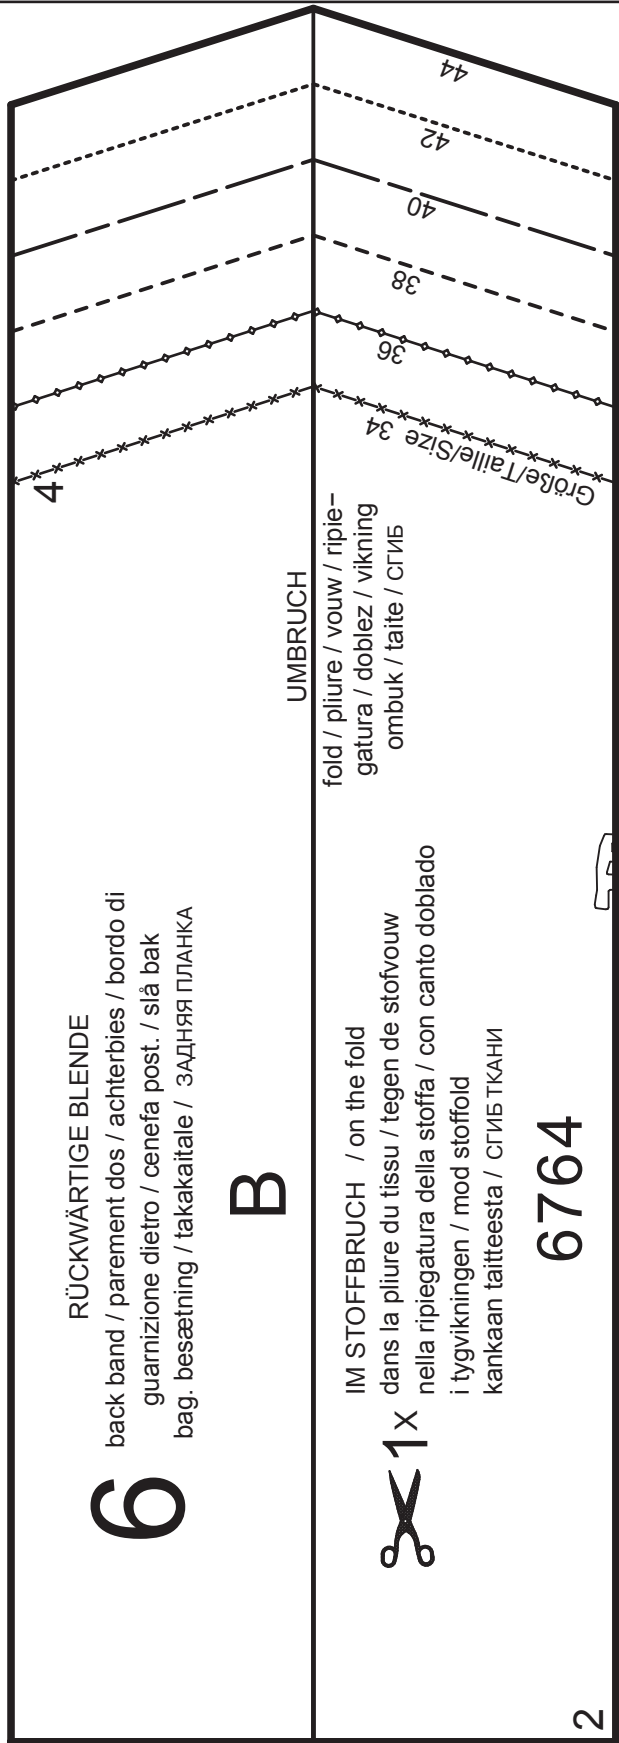 6
RÜCKWÄRTIGE BLENDE
back band / parement dos / achterbies / bordo di
guarnizione dietro / cenefa post. / slå bak
bag. besætning / takakaitale / ЗАДНЯЯ ПЛАНКА
B
4
UMBRUCH
fold / pliure / vouw / ripie–
gatura / doblez / vikning
ombuk / taite / СГИБ
1x
IM STOFFBRUCH / on the fold
dans la pliure du tissu / tegen de stofvouw
nella ripiegatura della stoffa / con canto doblado
i tygvikningen / mod stoffold
kankaan taitteesta / СГИБ ТКАНИ
6764
2
Größe/Taille/Size 34
36
38
40
42
44